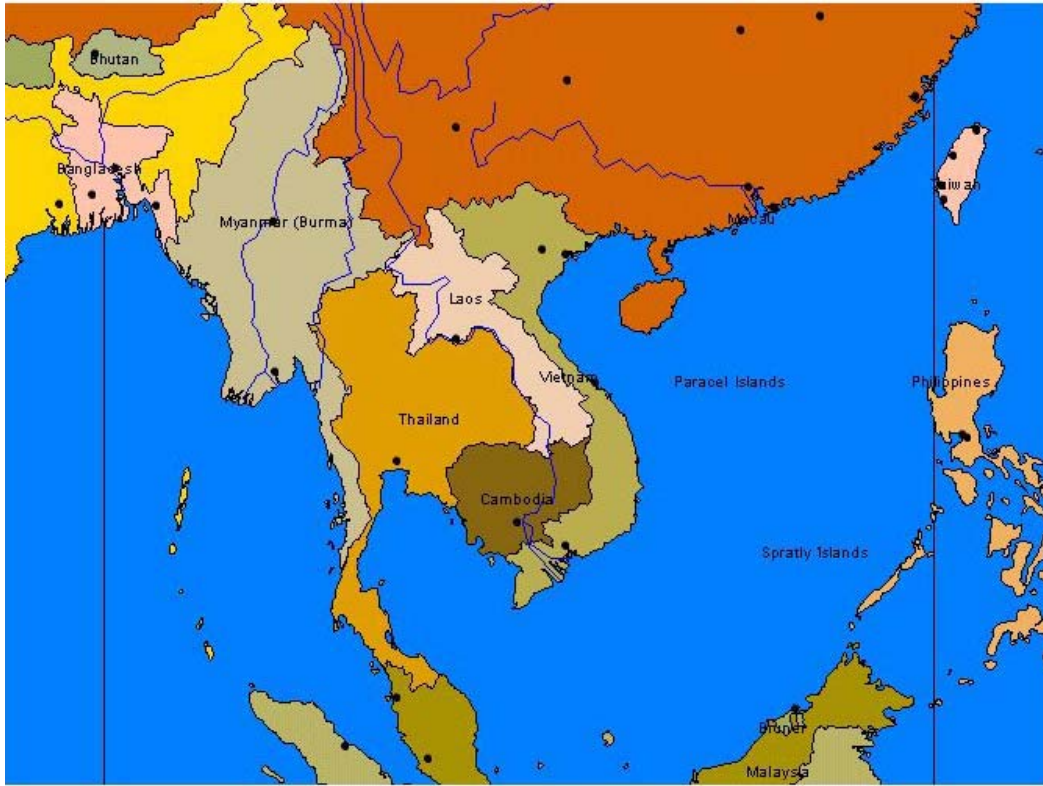 Bhutan
Bangladesh
Taiwan
Myanmar (Burma)
Macau
Laos
Vietnam
Paracel Islands
Philippines
Thailand
Cambodia
Spratly Islands
Brunei
Malaysia